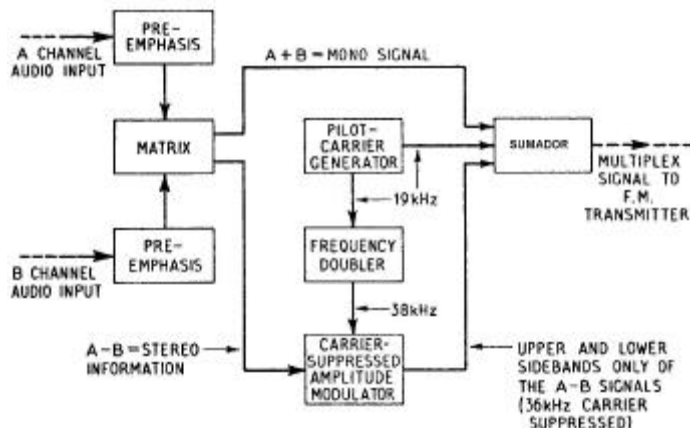 PRE-
EMPHASIS
A CHANNEL
AUDIO INPUT
A+B=MONO SIGNAL
MATRIX
PILOT-
CARRIER
GENERATOR
SUMADOR
MULTIPLEX
SIGNAL TO
F.M.
TRANSMITTER
19kHz
PRE-
EMPHASIS
B CHANNEL
AUDIO INPUT
FREQUENCY
DOUBLER
38kHz
A-B=STEREO
INFORMATION
CARRIER-
SUPPRESSED
AMPLITUDE
MODULATOR
UPPER AND LOWER
SIDEBANDS ONLY OF
THE A-B SIGNALS
(36kHz CARRIER
SUPPRESSED)